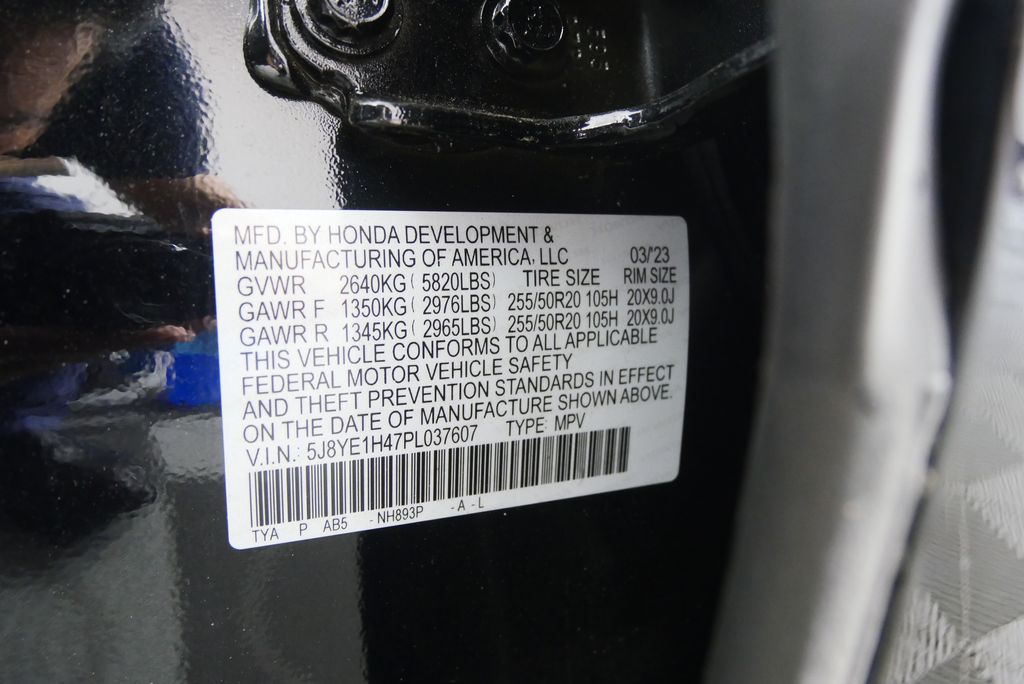 MFD. BY HONDA DEVELOPMENT &
MANUFACTURING OF AMERICA, LLC 03/'23
GVWR 2640KG ( 5820LBS) TIRE SIZE RIM SIZE
GAWR F 1350KG ( 2976LBS) 255/50R20 105H 20X9.0J
GAWR R 1345KG ( 2965LBS) 255/50R20 105H 20X9.0J
THIS VEHICLE CONFORMS TO ALL APPLICABLE
FEDERAL MOTOR VEHICLE SAFETY
AND THEFT PREVENTION STANDARDS IN EFFECT
ON THE DATE OF MANUFACTURE SHOWN ABOVE.
V.I.N.: 5J8YE1H47PL037607 TYPE: MPV
TYA P AB5 -NH893P -A -L